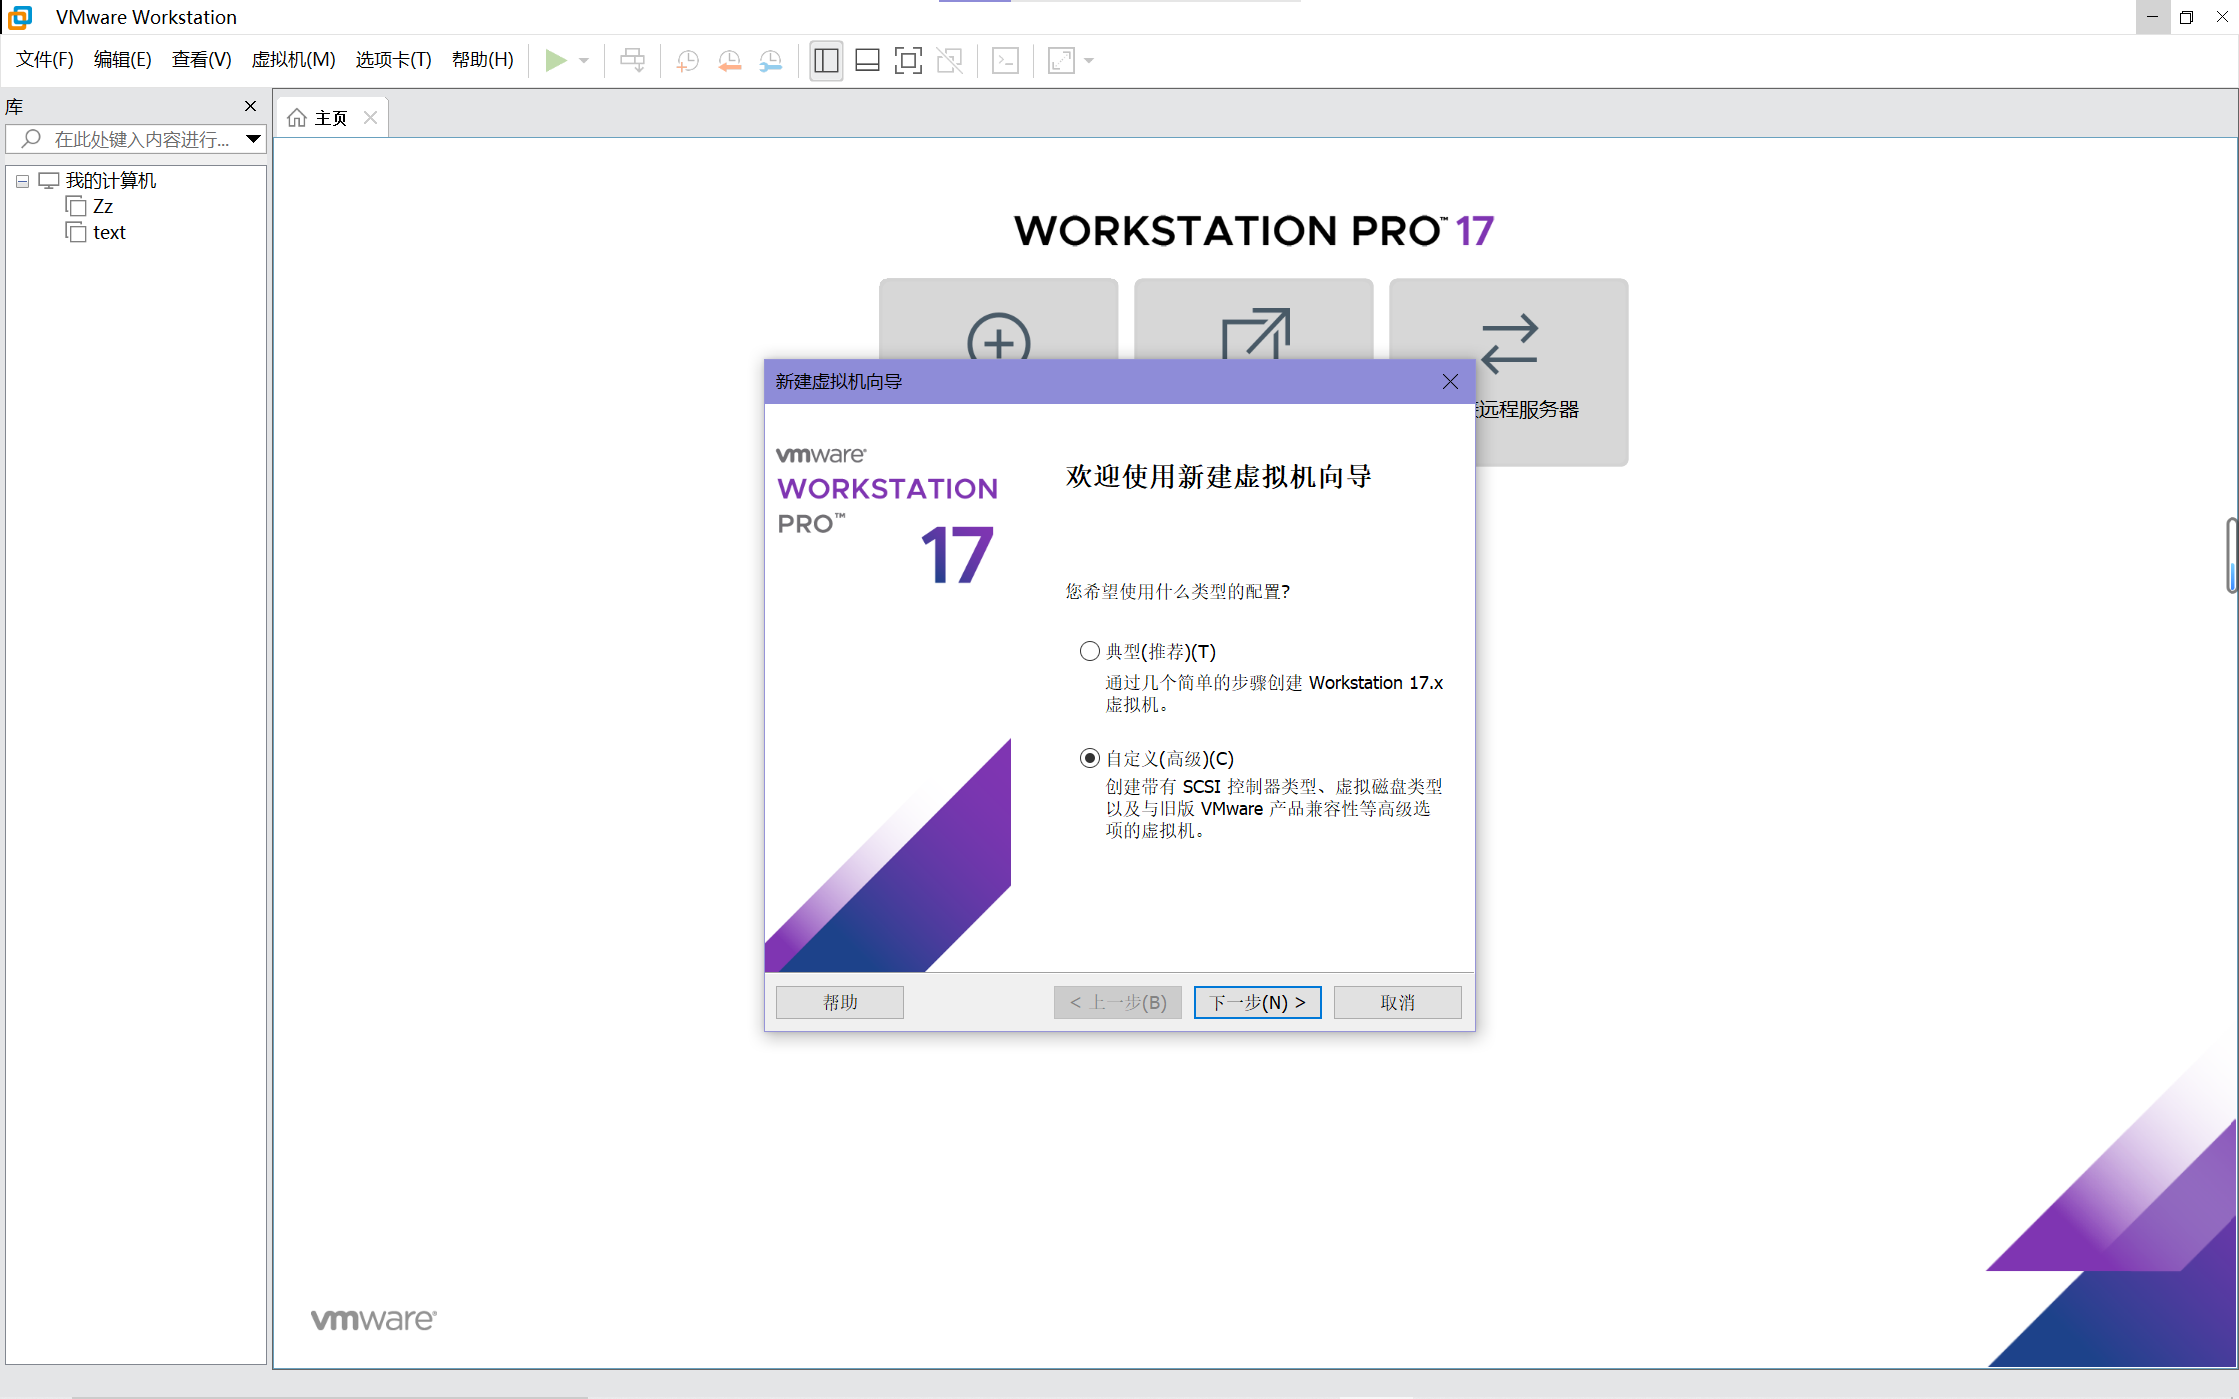 VMware Workstation
文件(F) 编辑(E) 查看(V) 虚拟机(M) 选项卡(T) 帮助(H)
库
在此处键入内容进行...
我的计算机
Zz
text
主页
WORKSTATION PRO™ 17
远程服务器
新建虚拟机向导
vmware®
WORKSTATION
PRO™
17
欢迎使用新建虚拟机向导
您希望使用什么类型的配置?
典型(推荐)(T)
通过几个简单的步骤创建 Workstation 17.x
虚拟机。
自定义(高级)(C)
创建带有 SCSI 控制器类型、虚拟磁盘类型
以及与旧版 VMware 产品兼容性等高级选
项的虚拟机。
帮助 < 上一步(B) 下一步(N) > 取消
vmware®